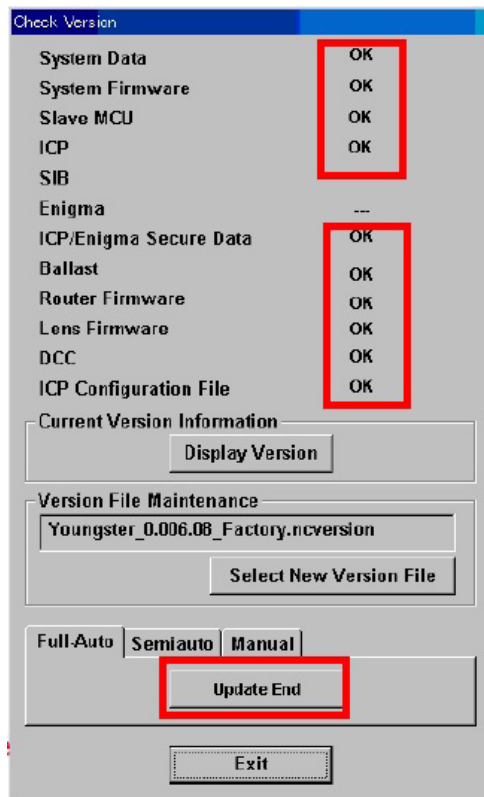 Check Version
System Data OK
System Firmware OK
Slave MCU OK
ICP OK
SIB
Enigma ---
ICP/Enigma Secure Data OK
Ballast OK
Router Firmware OK
Lens Firmware OK
DCC OK
ICP Configuration File OK
Current Version Information
Display Version
Version File Maintenance
Youngster_0.006.08_Factory.ncversion
Select New Version File
Full-Auto Semiauto Manual
Update End
Exit